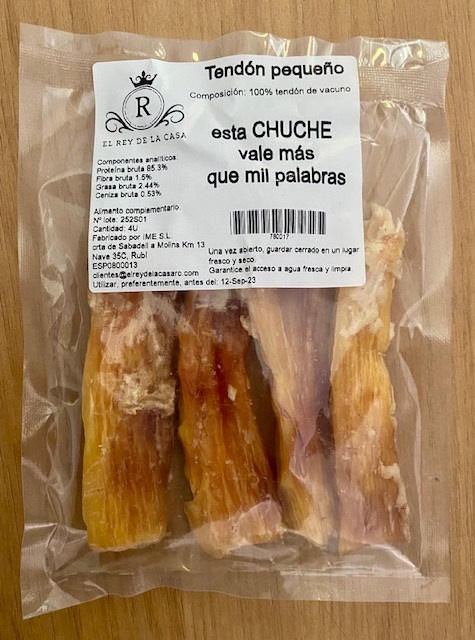 R
EL REY DE LA CASA
Tendón pequeño
Composición: 100% tendón de vacuno
esta CHUCHE
vale más
que mil palabras
Componentes analíticos:
Proteína bruta 85.3%
Fibra bruta 1.5%
Grasa bruta 2.44%
Ceniza bruta 0.53%
Alimento complementario.
Nº lote: 252S01
Cantidad: 4U
Fabricado por IME S.L
crta de Sabadell a Molins Km 13
Nave 35C, Rubí
ESP0800013
clientes@elreydelacasarc.com
780017
Una vez abierto, guardar cerrado en un lugar
fresco y seco.
Garantice el acceso a agua fresca y limpia.
Utilizar, preferentemente, antes del: 12-Sep-23